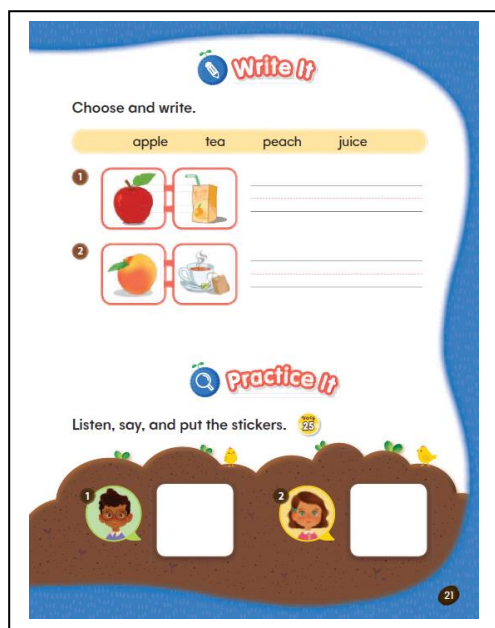 Write It
Choose and write.
apple tea peach juice
1
2
Practice It
Listen, say, and put the stickers. Track 25
1 2
21